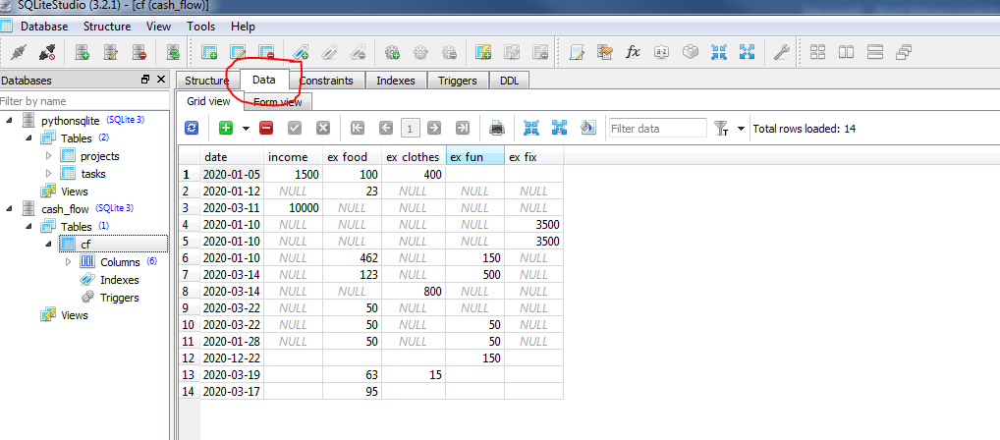 SQLiteStudio (3.2.1) - [cf (cash_flow)]
Database Structure View Tools Help
Databases
Filter by name
pythonsqlite (SQLite 3)
Tables (2)
projects
tasks
Views
cash_flow (SQLite 3)
Tables (1)
cf
Columns (6)
Indexes
Triggers
Views
Structure Data Constraints Indexes Triggers DDL
Grid view Form view
1 Filter data Total rows loaded: 14
date income ex food ex clothes ex fun ex fix
1 2020-01-05 1500 100 400
2 2020-01-12 NULL 23 NULL NULL NULL
3 2020-03-11 10000 NULL NULL NULL NULL
4 2020-01-10 NULL NULL NULL NULL 3500
5 2020-01-10 NULL NULL NULL NULL 3500
6 2020-01-10 NULL 462 NULL 150 NULL
7 2020-03-14 NULL 123 NULL 500 NULL
8 2020-03-14 NULL NULL 800 NULL NULL
9 2020-03-22 NULL 50 NULL NULL NULL
10 2020-03-22 NULL 50 NULL 50 NULL
11 2020-01-28 NULL 50 NULL 50 NULL
12 2020-12-22 150
13 2020-03-19 63 15
14 2020-03-17 95